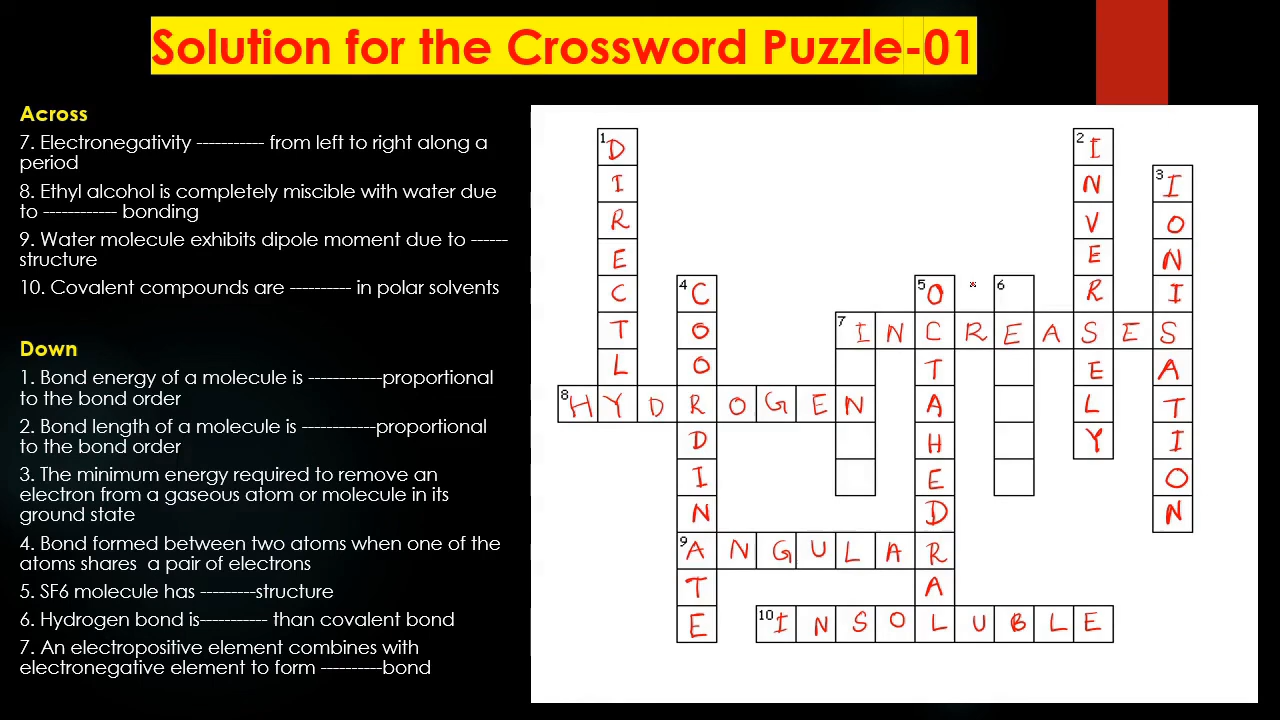 Solution for the Crossword Puzzle-01
Across
7. Electronegativity ----------- from left to right along a
period
8. Ethyl alcohol is completely miscible with water due
to ------------ bonding
9. Water molecule exhibits dipole moment due to ------
structure
10. Covalent compounds are ---------- in polar solvents
Down
1. Bond energy of a molecule is ------------proportional
to the bond order
2. Bond length of a molecule is ------------proportional
to the bond order
3. The minimum energy required to remove an
electron from a gaseous atom or molecule in its
ground state
4. Bond formed between two atoms when one of the
atoms shares  a pair of electrons
5. SF6 molecule has ---------structure
6. Hydrogen bond is----------- than covalent bond
7. An electropositive element combines with
electronegative element to form ----------bond
1 DIRECTLY
2 INVERSELY
3 IONISATION
4 COORDINATE
5 OCTAHEDRAL
6
7 INCREASES
8 HYDROGEN
9 ANGULAR
10 INSOLUBLE